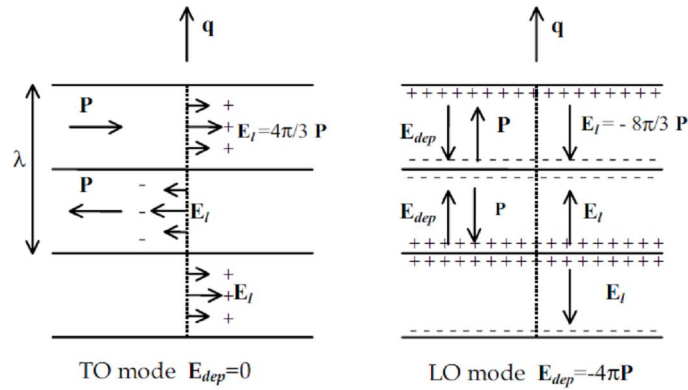 q
q
P
+
E_l=4π/3 P
+
+
λ
P
-
-
E_l
-
+
+E_l
+
TO mode E_dep=0
+ + + + + + + + + + + + +
E_dep
P
E_l= - 8π/3 P
- - - - - - - - - - - - -
- - - - - - - - - - - - -
E_dep
P
E_l
+ + + + + + + + + + + + +
+ + + + + + + + + + + + +
E_l
- - - - - - - - - - - - -
LO mode E_dep=-4πP